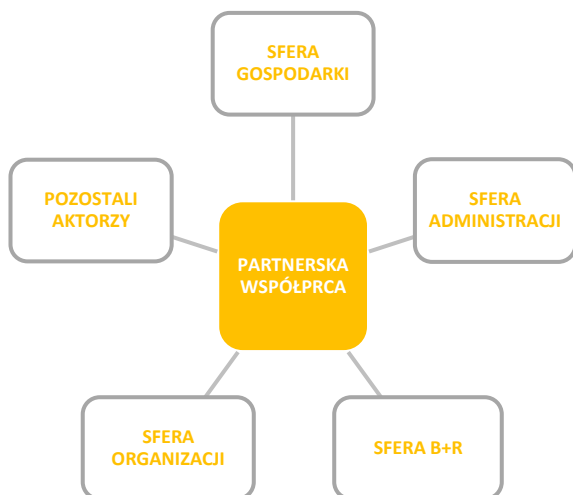 SFERA
GOSPODARKI
POZOSTALI
AKTORZY
SFERA
ADMINISTRACJI
PARTNERSKA
WSPÓŁPRCA
SFERA
ORGANIZACJI
SFERA B+R